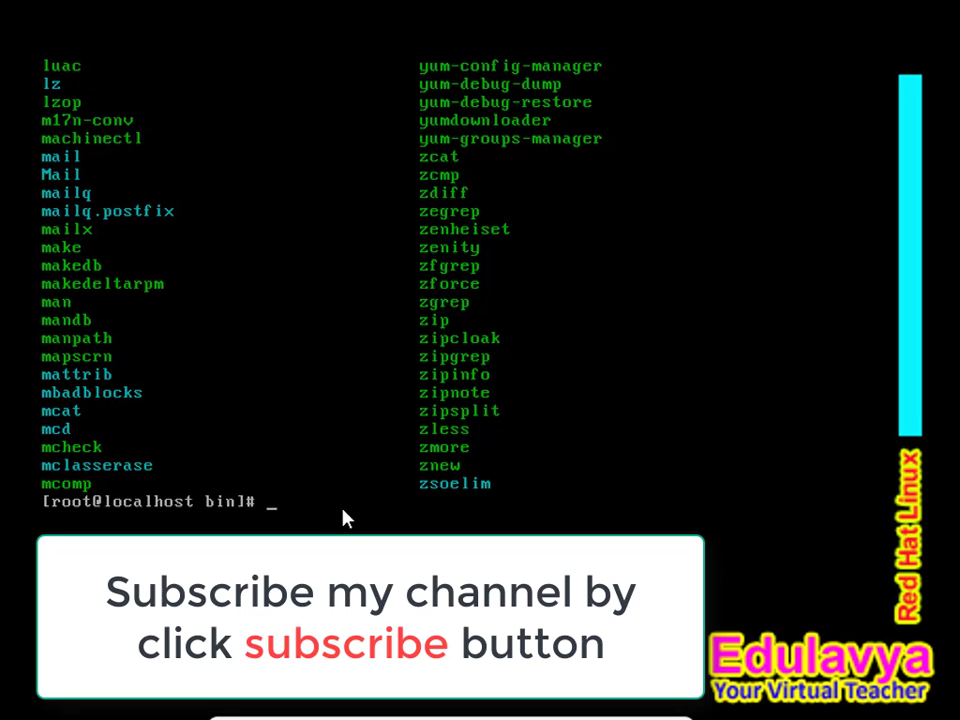 luac yum-config-manager
lz yum-debug-dump
lzop yum-debug-restore
m17n-conv yumdownloader
machinectl yum-groups-manager
mail zcat
Mail zcmp
mailq zdiff
mailq.postfix zegrep
mailx zenheiset
make zenity
makedb zfgrep
makedeltarpm zforce
man zgrep
mandb zip
manpath zipcloak
mapscrn zipgrep
mattrib zipinfo
mbadblocks zipnote
mcat zipsplit
mcd zless
mcheck zmore
mclasserase znew
mcomp zsoelim
[root@localhost bin]# _
Subscribe my channel by
click subscribe button
Red Hat Linux
Edulavya
Your Virtual Teacher